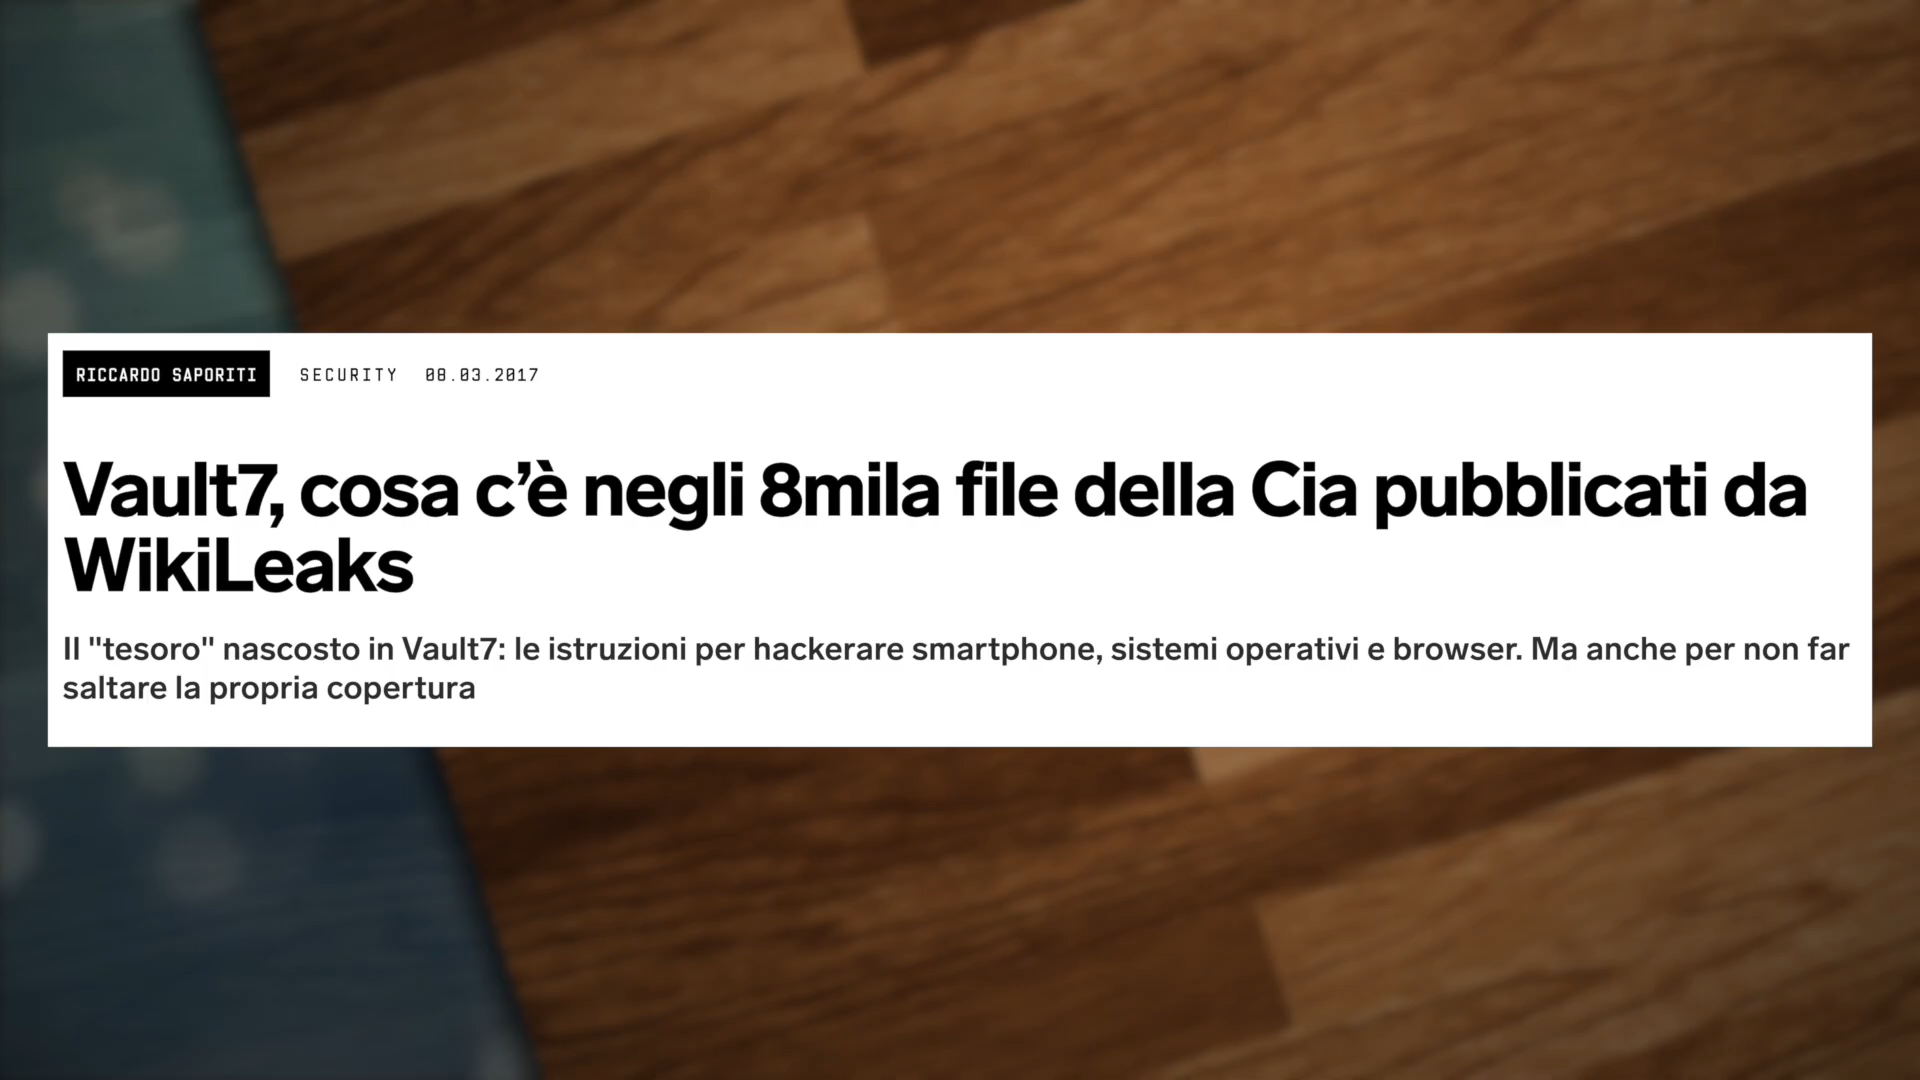 RICCARDO SAPORITI SECURITY 08.03.2017
Vault7, cosa c’è negli 8mila file della Cia pubblicati da
WikiLeaks
Il "tesoro" nascosto in Vault7: le istruzioni per hackerare smartphone, sistemi operativi e browser. Ma anche per non far
saltare la propria copertura